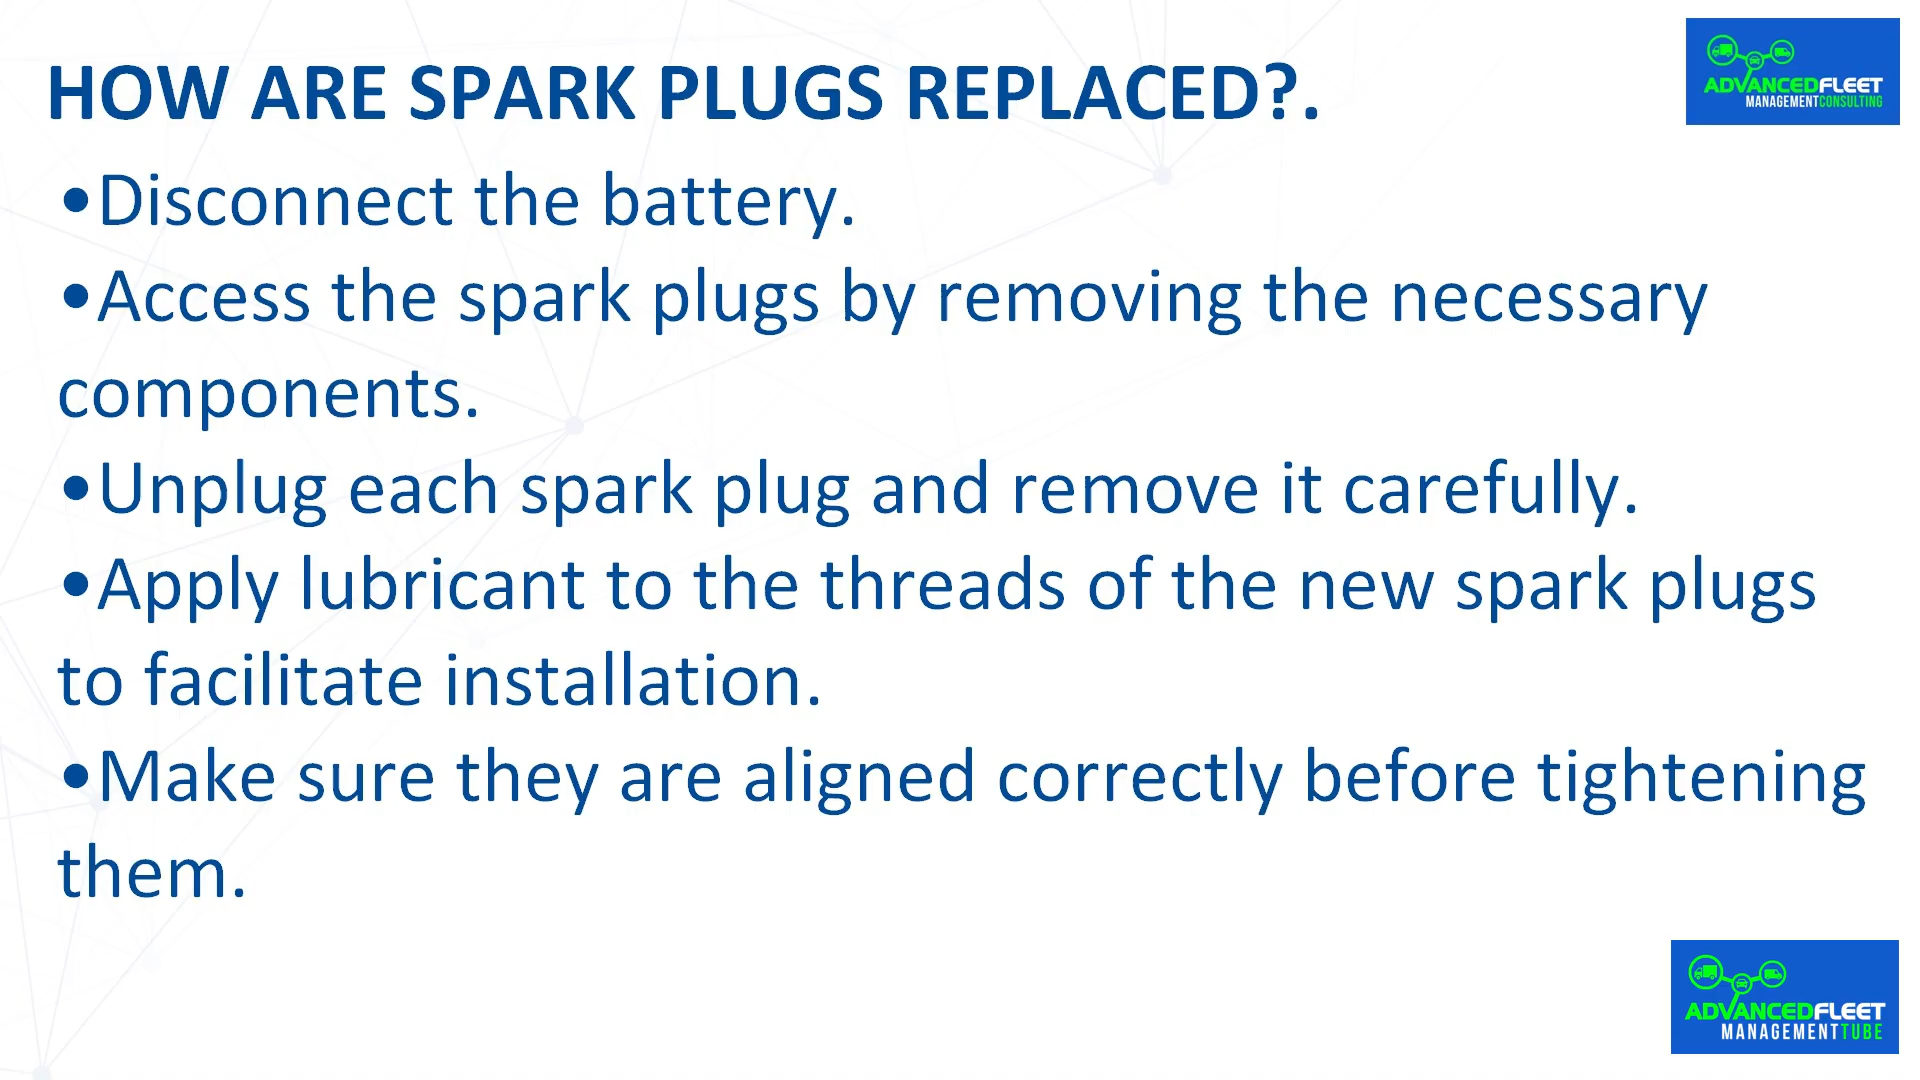 HOW ARE SPARK PLUGS REPLACED?.
ADVANCEDFLEET
MANAGEMENTCONSULTING
•Disconnect the battery.
•Access the spark plugs by removing the necessary
components.
•Unplug each spark plug and remove it carefully.
•Apply lubricant to the threads of the new spark plugs
to facilitate installation.
•Make sure they are aligned correctly before tightening
them.
ADVANCEDFLEET
MANAGEMENTTUBE